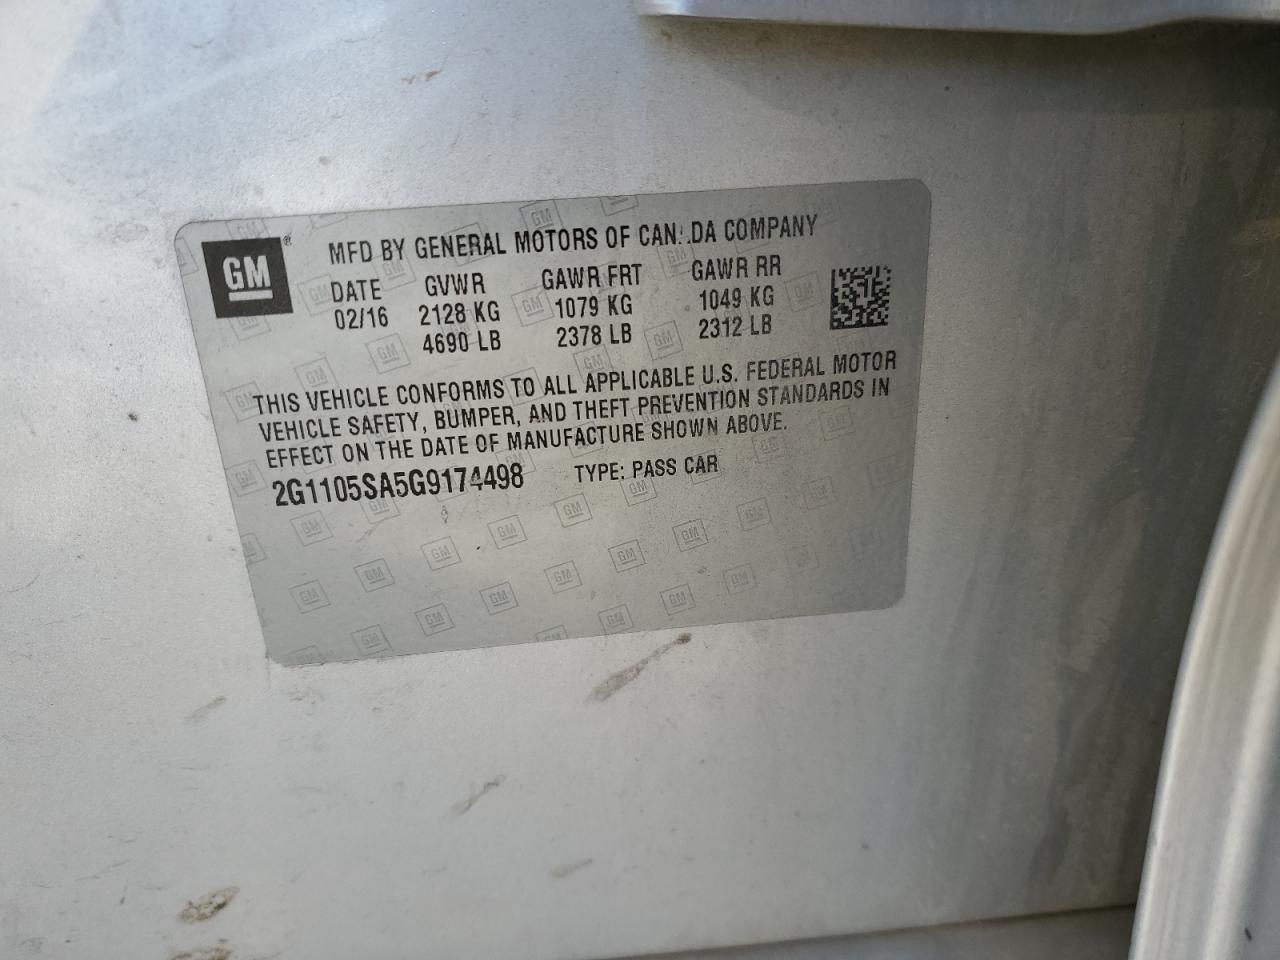 GM
MFD BY GENERAL MOTORS OF CAN DA COMPANY
DATE GVWR GAWR FRT GAWR RR
02/16 2128 KG 1079 KG 1049 KG
4690 LB 2378 LB 2312 LB
THIS VEHICLE CONFORMS TO ALL APPLICABLE U.S. FEDERAL MOTOR
VEHICLE SAFETY, BUMPER, AND THEFT PREVENTION STANDARDS IN
EFFECT ON THE DATE OF MANUFACTURE SHOWN ABOVE.
2G1105SA5G9174498 TYPE: PASS CAR